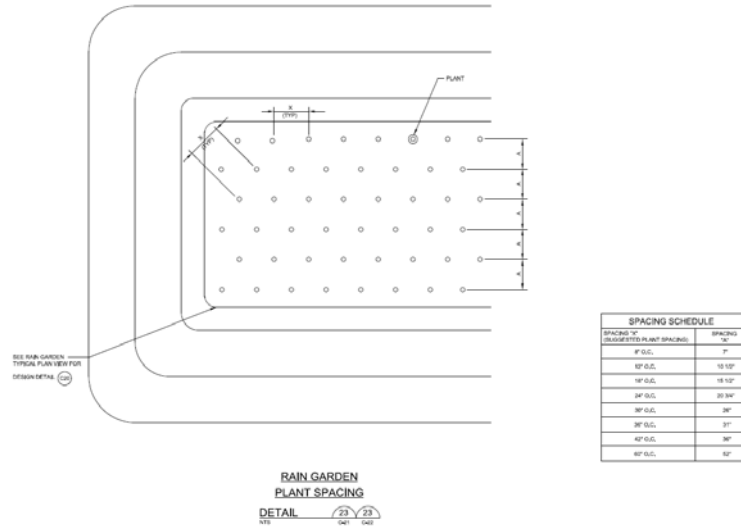 PLANT
X
(TYP)
X
(TYP)
A
A
A
A
A
SEE RAIN GARDEN
TYPICAL PLAN VIEW FOR
DESIGN DETAIL
SPACING SCHEDULE
SPACING "X"
(SUGGESTED PLANT SPACING)
SPACING
"A"
8" O.C.
7"
12" O.C.
10 1/2"
18" O.C.
15 1/2"
24" O.C.
20 3/4"
30" O.C.
26"
36" O.C.
31"
42" O.C.
36"
60" O.C.
52"
RAIN GARDEN
PLANT SPACING
DETAIL
23
23
NTS